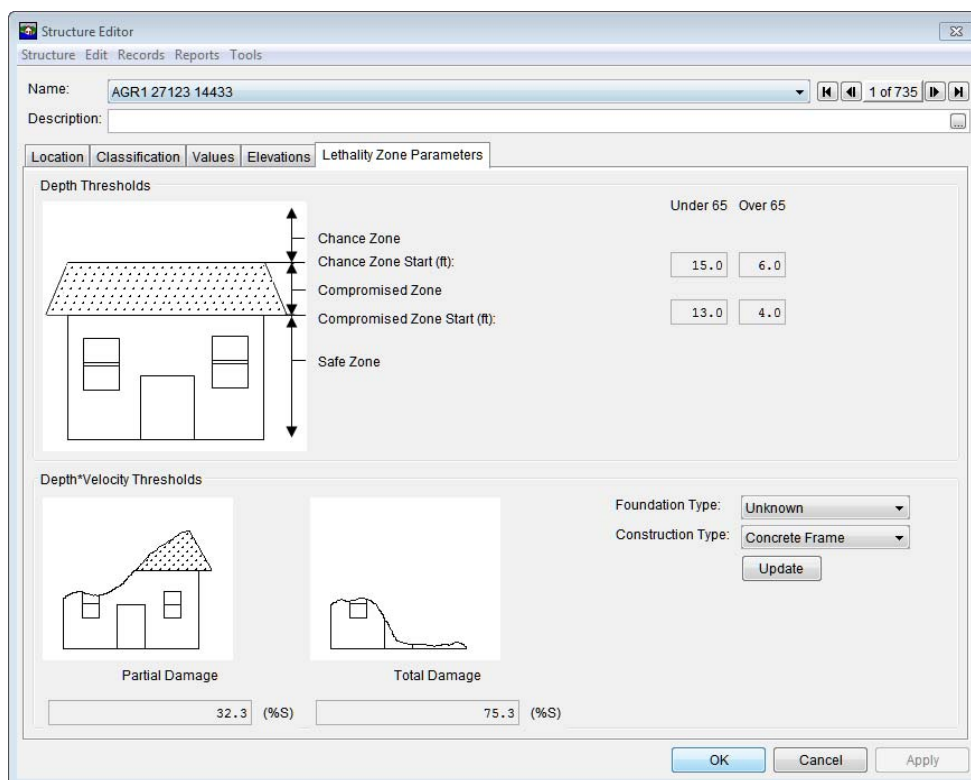 Structure Editor
Structure Edit Records Reports Tools
Name: AGR1 27123 14433 1 of 735
Description: ...
Location Classification Values Elevations Lethality Zone Parameters
Depth Thresholds
Under 65 Over 65
Chance Zone
Chance Zone Start (ft): 15.0 6.0
Compromised Zone
Compromised Zone Start (ft): 13.0 4.0
Safe Zone
Depth*Velocity Thresholds
Foundation Type: Unknown
Construction Type: Concrete Frame
Update
Partial Damage Total Damage
32.3 (%S) 75.3 (%S)
OK Cancel Apply